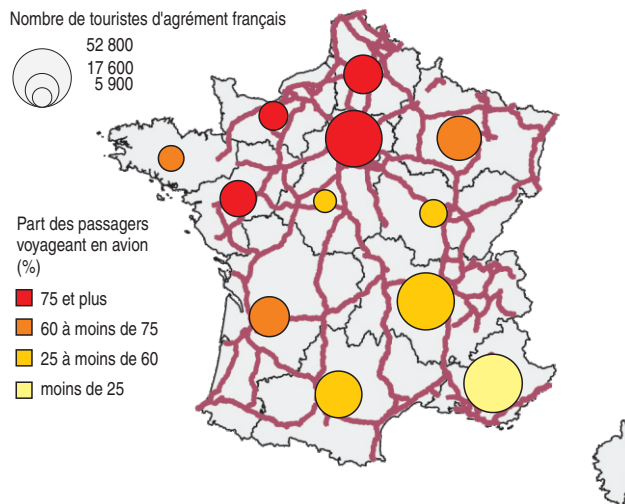 Nombre de touristes d'agrément français
52 800
17 600
5 900
Part des passagers
voyageant en avion
(%)
75 et plus
60 à moins de 75
25 à moins de 60
moins de 25